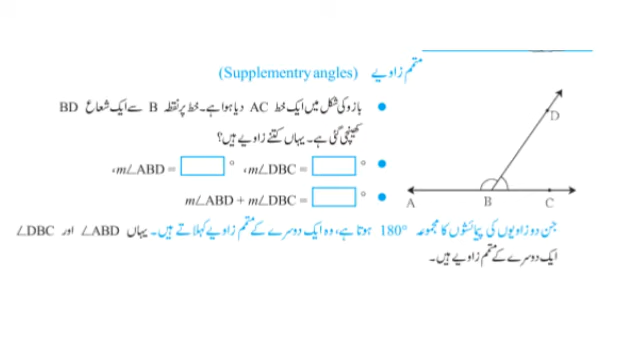 متمم زاویے (Supplementry angles)
● بازو کی شکل میں ایک خط AC دیا ہوا ہے۔ خط پر نقطہ B سے ایک شعاع BD
کھینچی گئی ہے۔ یہاں کتنے زاویے ہیں؟
● m∠DBC = °، m∠ABD = °،
● m∠ABD + m∠DBC = °
D
A B C
جن دو زاویوں کی پیمائشوں کا مجموعہ 180° ہوتا ہے، وہ ایک دوسرے کے متمم زاویے کہلاتے ہیں۔ یہاں ∠ABD اور ∠DBC
ایک دوسرے کے متمم زاویے ہیں۔